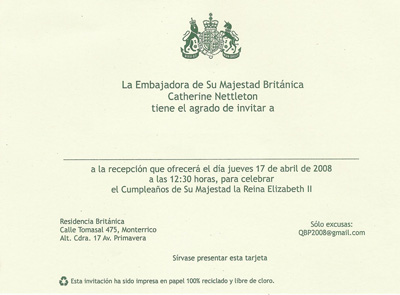 La Embajadora de Su Majestad Británica
Catherine Nettleton
tiene el agrado de invitar a
a la recepción que ofrecerá el día jueves 17 de abril de 2008
a las 12:30 horas, para celebrar
el Cumpleaños de Su Majestad la Reina Elizabeth II
Residencia Británica
Calle Tomasal 475, Monterrico
Alt. Cdra. 17 Av. Primavera
Sólo excusas:
QBP2008@gmail.com
Sírvase presentar esta tarjeta
Esta invitación ha sido impresa en papel 100% reciclado y libre de cloro.